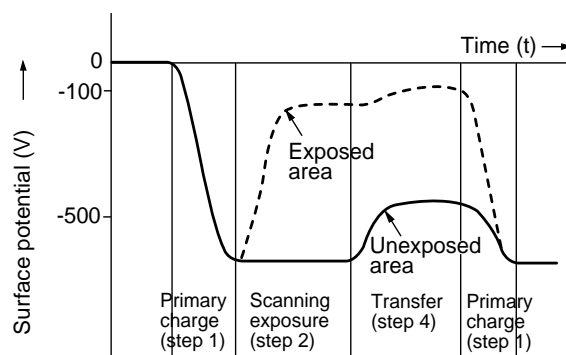 0
Time (t)
-100
Surface potential (V)
Exposed
area
-500
Unexposed
area
Primary
charge
(step 1)
Scanning
exposure
(step 2)
Transfer
(step 4)
Primary
charge
(step 1)